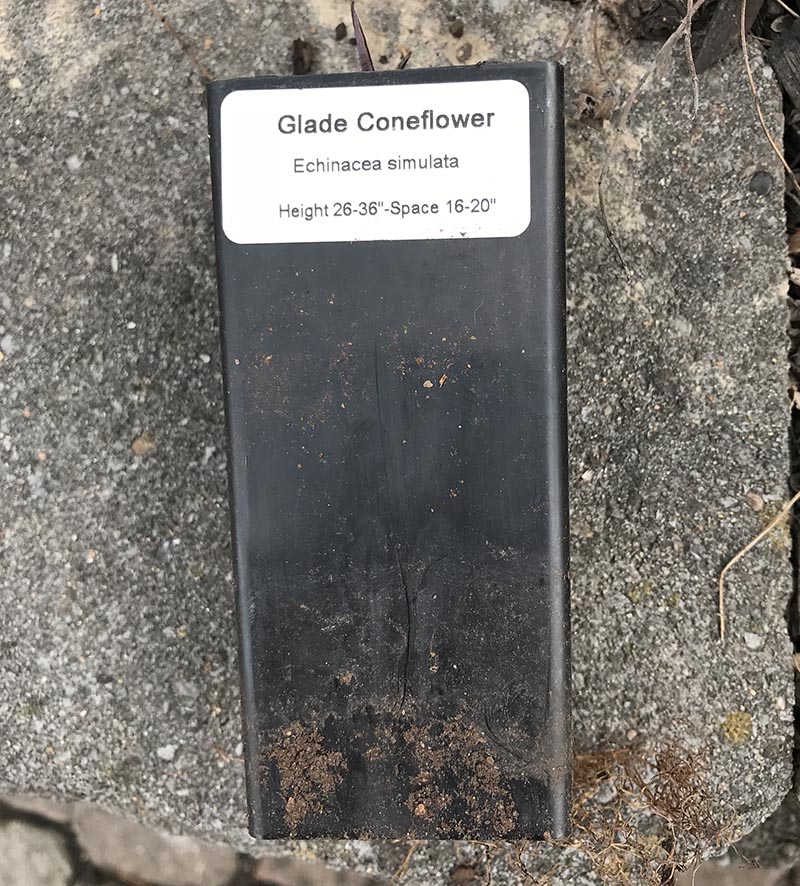 Glade Coneflower
Echinacea simulata
Height 26-36"-Space 16-20"